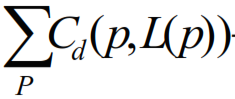 ∑_P C_d(p, L(p))